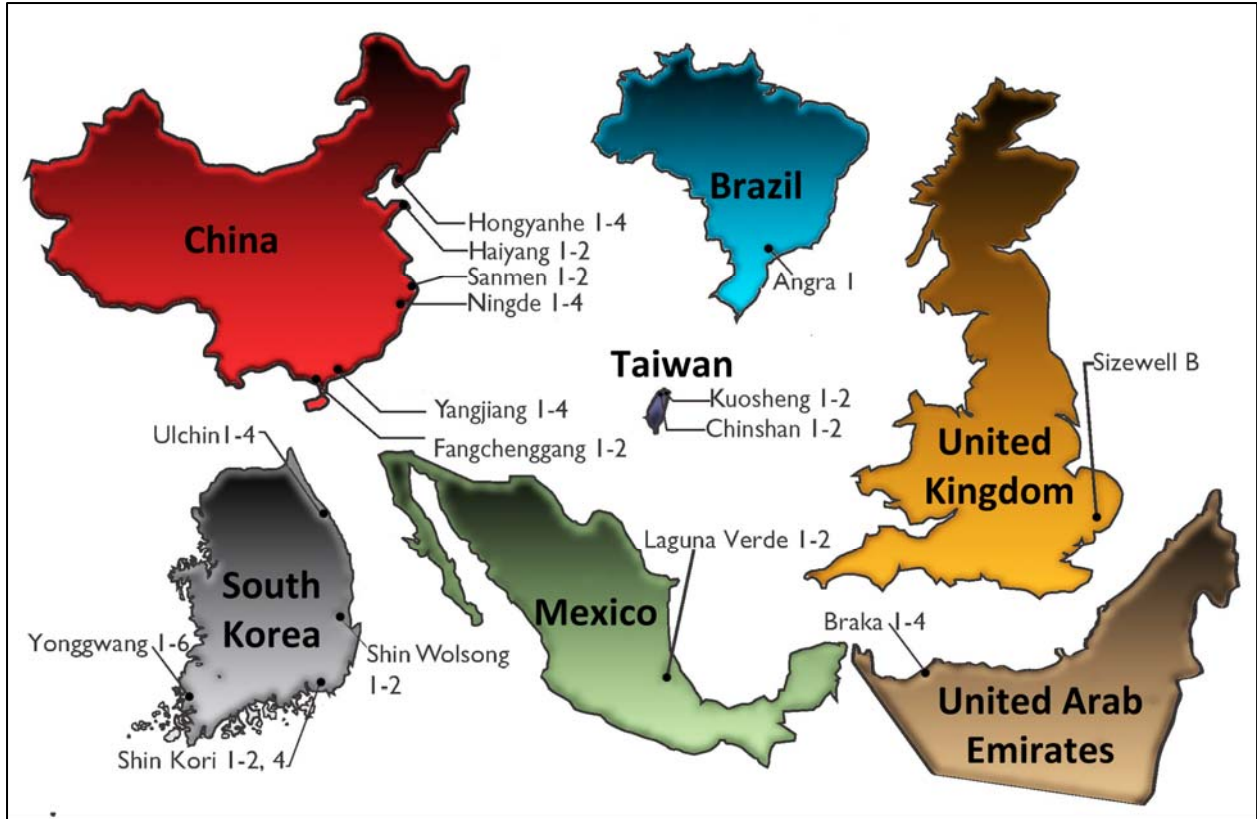 China
Hongyanhe 1-4
Haiyang 1-2
Sanmen 1-2
Ningde 1-4
Yangjiang 1-4
Fangchenggang 1-2
Brazil
Angra 1
Taiwan
Kuosheng 1-2
Chinshan 1-2
United
Kingdom
Sizewell B
Ulchin1-4
South
Korea
Yonggwang 1-6
Shin Wolsong
1-2
Shin Kori 1-2, 4
Mexico
Laguna Verde 1-2
Braka 1-4
United Arab
Emirates